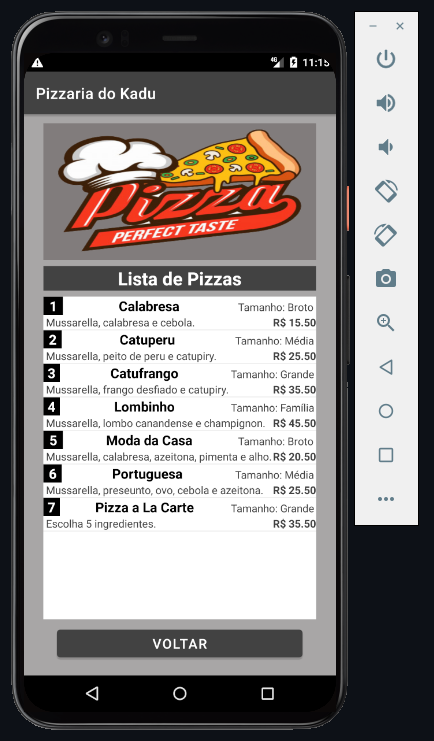 4G 11:15
Pizzaria do Kadu
Pizza
PERFECT TASTE
Lista de Pizzas
1 Calabresa Tamanho: Broto
Mussarella, calabresa e cebola. R$ 15.50
2 Catuperu Tamanho: Média
Mussarella, peito de peru e catupiry. R$ 25.50
3 Catufrango Tamanho: Grande
Mussarella, frango desfiado e catupiry. R$ 35.50
4 Lombinho Tamanho: Família
Mussarella, lombo canandense e champignon. R$ 45.50
5 Moda da Casa Tamanho: Broto
Mussarella, calabresa, azeitona, pimenta e alho. R$ 20.50
6 Portuguesa Tamanho: Média
Mussarella, preseunto, ovo, cebola e azeitona. R$ 25.50
7 Pizza a La Carte Tamanho: Grande
Escolha 5 ingredientes. R$ 35.50
VOLTAR